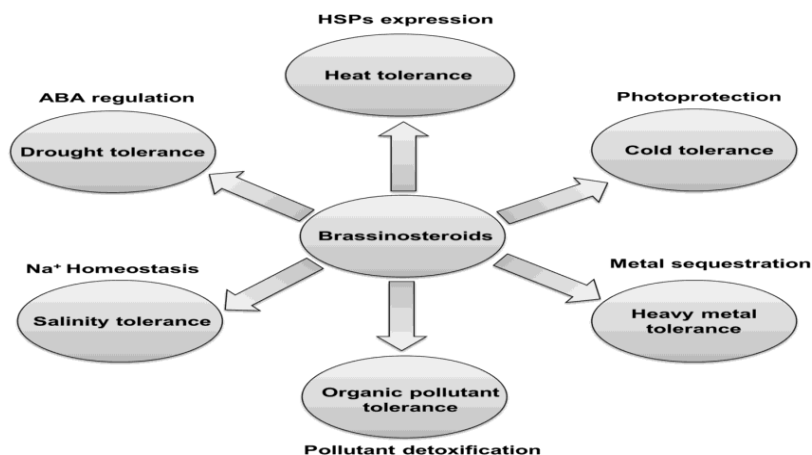 HSPs expression
Heat tolerance
ABA regulation
Drought tolerance
Photoprotection
Cold tolerance
Brassinosteroids
Na⁺ Homeostasis
Salinity tolerance
Metal sequestration
Heavy metal
tolerance
Organic pollutant
tolerance
Pollutant detoxification